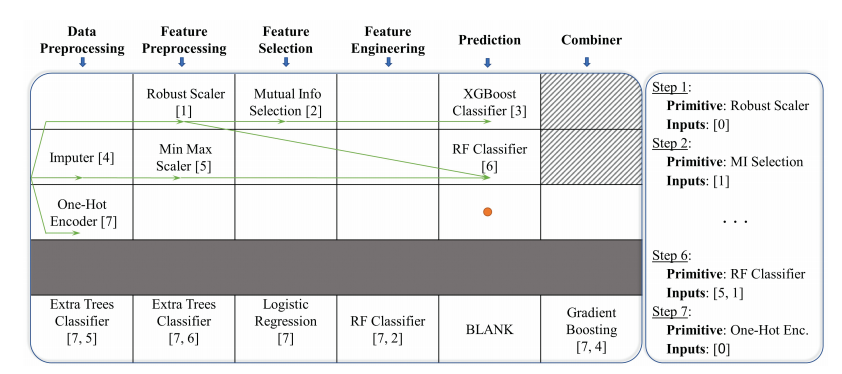 Data
Preprocessing
Feature
Preprocessing
Feature
Selection
Feature
Engineering
Prediction
Combiner
Robust Scaler
[1]
Mutual Info
Selection [2]
XGBoost
Classifier [3]
Imputer [4]
Min Max
Scaler [5]
RF Classifier
[6]
One-Hot
Encoder [7]
Extra Trees
Classifier
[7, 5]
Extra Trees
Classifier
[7, 6]
Logistic
Regression
[7]
RF Classifier
[7, 2]
BLANK
Gradient
Boosting
[7, 4]
Step 1:
Primitive: Robust Scaler
Inputs: [0]
Step 2:
Primitive: MI Selection
Inputs: [1]
. . .
Step 6:
Primitive: RF Classifier
Inputs: [5, 1]
Step 7:
Primitive: One-Hot Enc.
Inputs: [0]